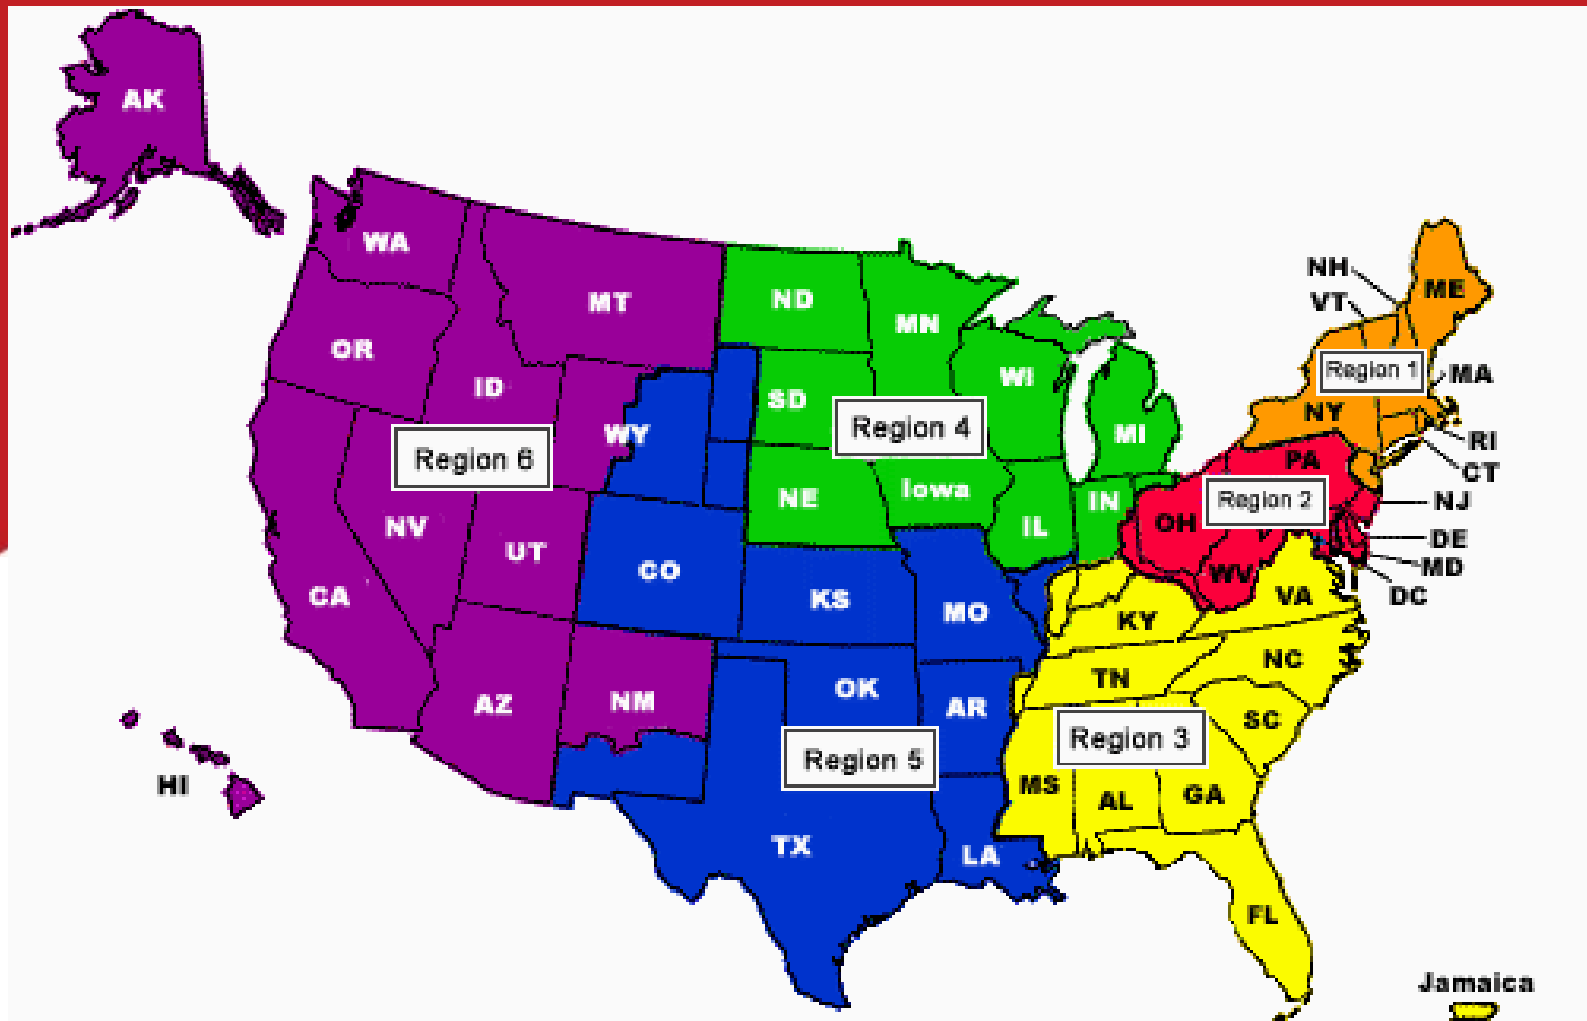 AK
WA
NH
ME
VT
MT
ND
MN
OR
Region 1
MA
WI
ID
SD
NY
Region 4
WY
MI
RI
Region 6
PA
CT
Iowa
NE
IN
Region 2
NJ
OH
NV
IL
DE
UT
CO
MD
WV
CA
KS
VA
DC
MO
KY
NC
TN
OK
NM
AZ
AR
SC
Region 3
Region 5
HI
MS
GA
AL
TX
LA
FL
Jamaica